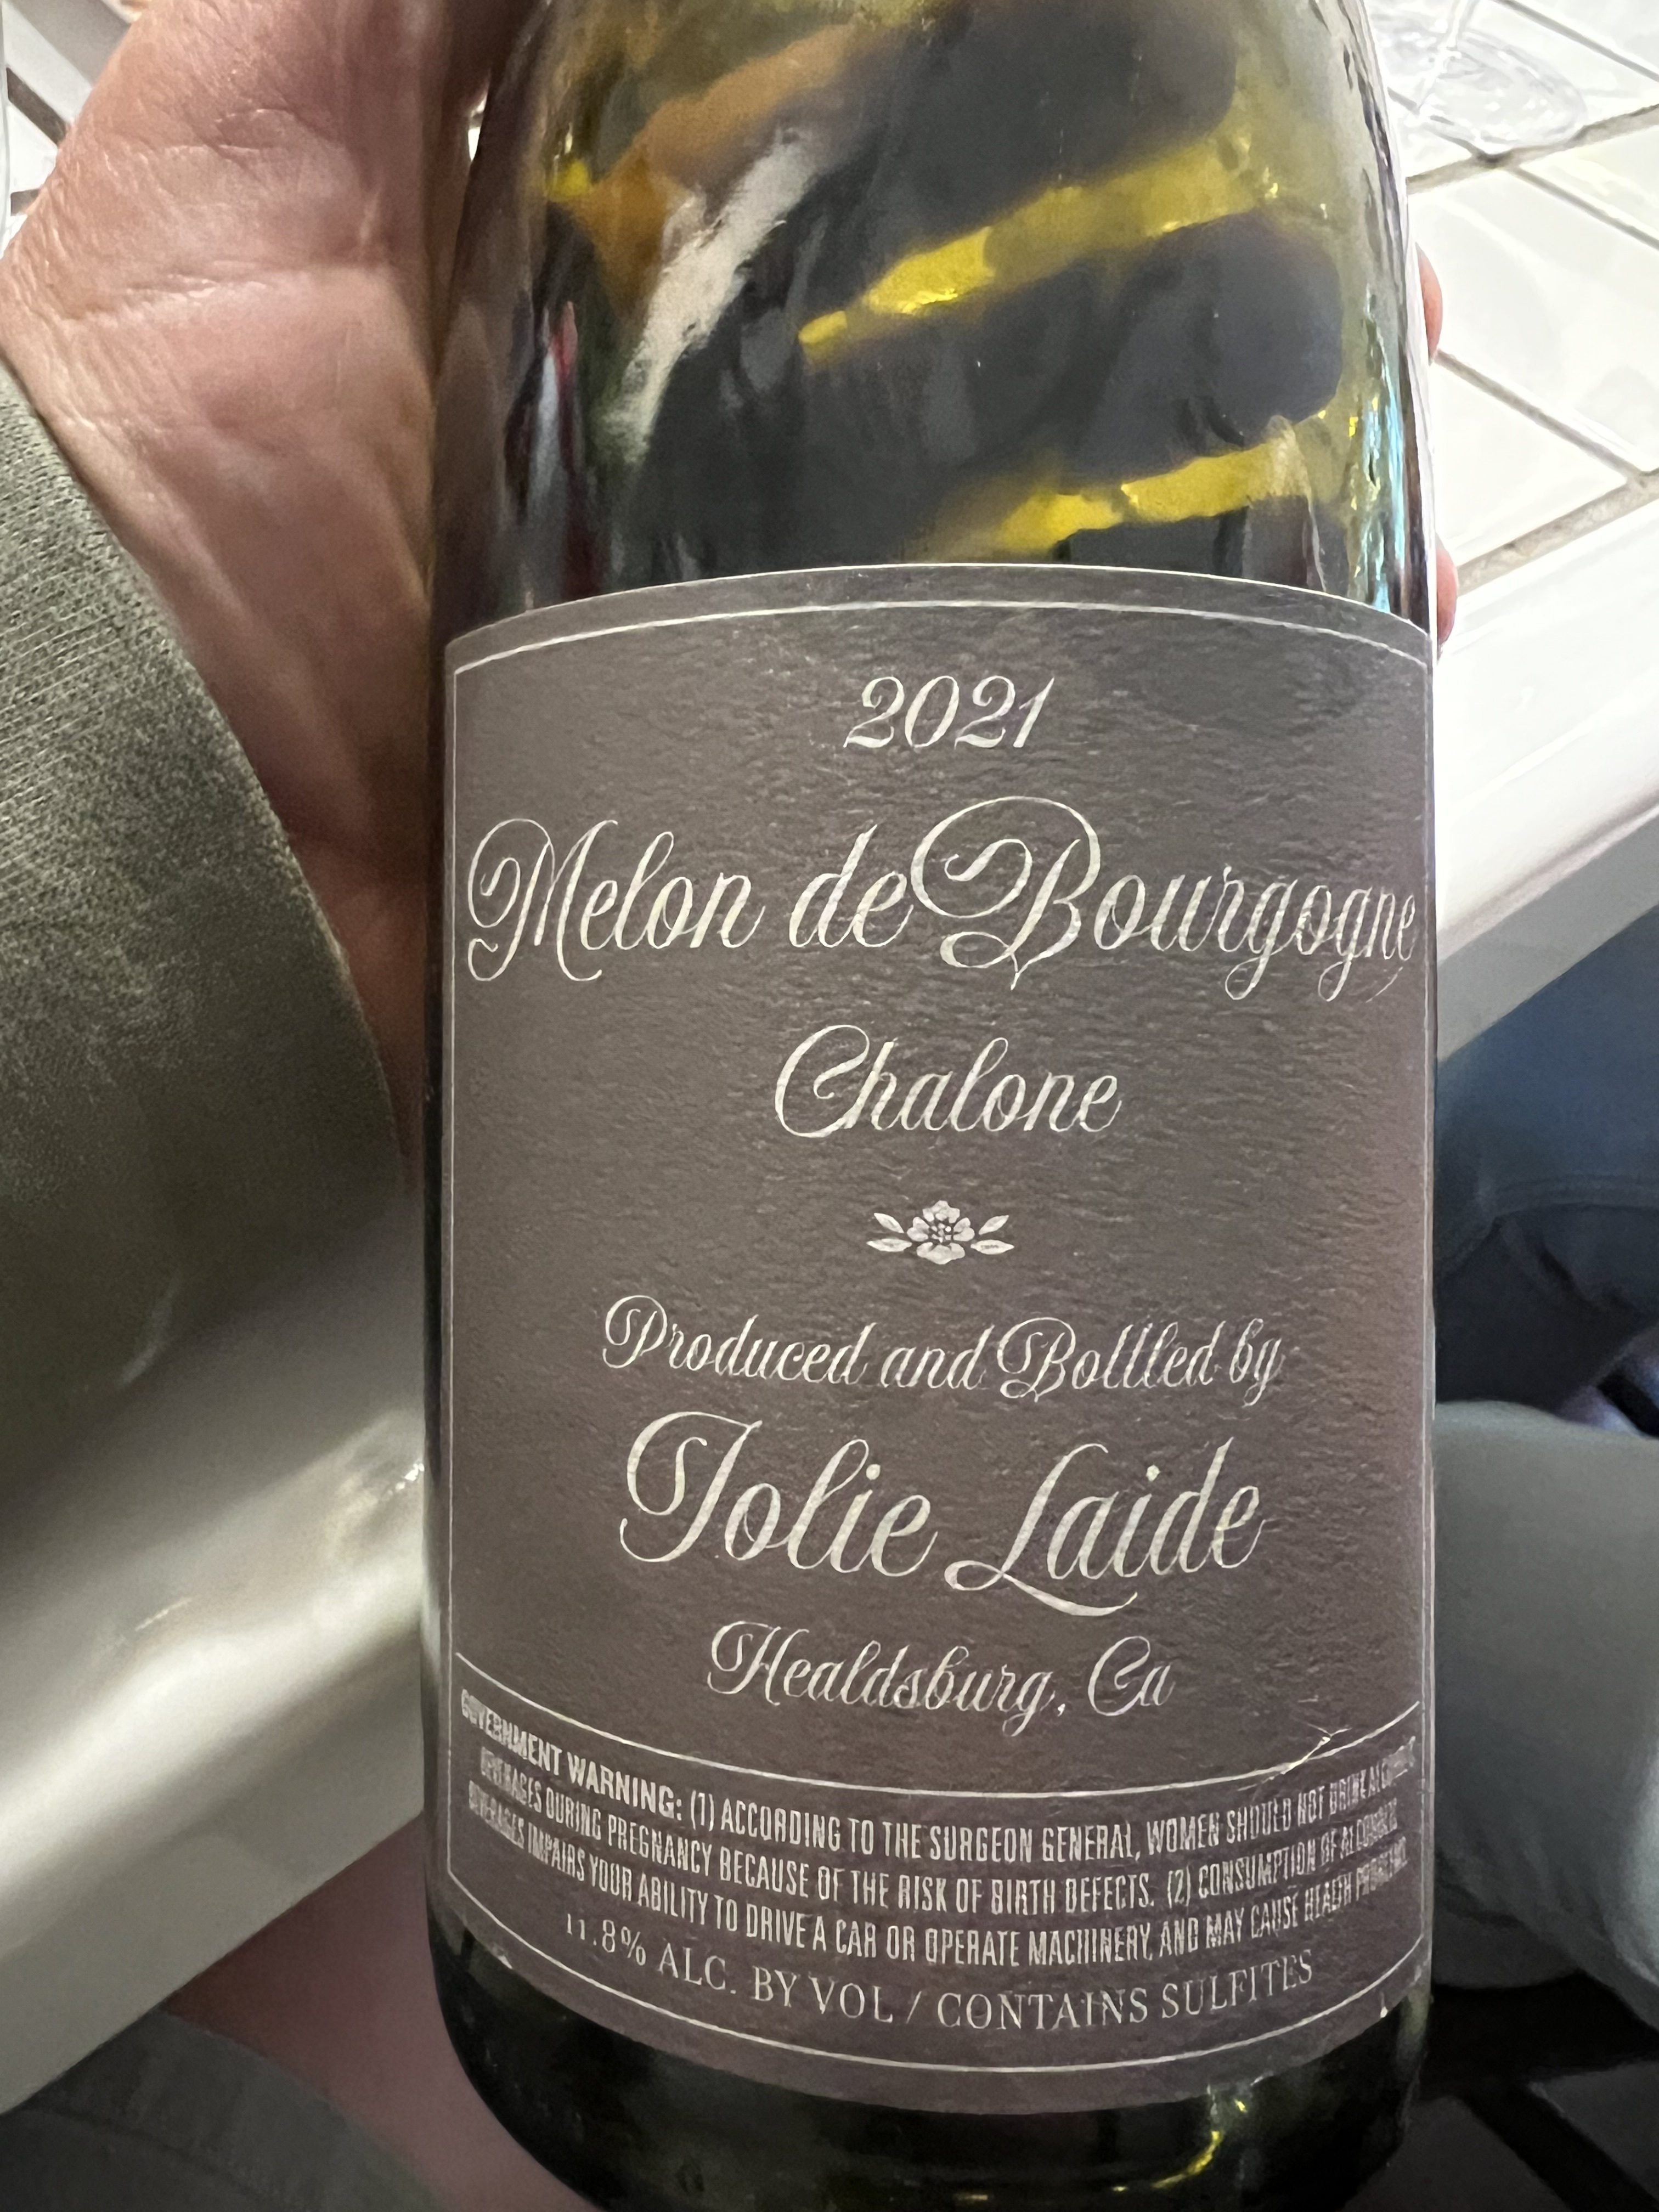 2021
Melon de Bourgogne
Chalone
Produced and Bottled by
Jolie Laide
Healdsburg, Ca
GOVERNMENT WARNING: (1) ACCORDING TO THE SURGEON GENERAL, WOMEN SHOULD NOT DRINK ALCOHOLIC
BEVERAGES DURING PREGNANCY BECAUSE OF THE RISK OF BIRTH DEFECTS. (2) CONSUMPTION OF ALCOHOLIC
BEVERAGES IMPAIRS YOUR ABILITY TO DRIVE A CAR OR OPERATE MACHINERY, AND MAY CAUSE HEALTH PROBLEMS.
11.8% ALC. BY VOL / CONTAINS SULFITES